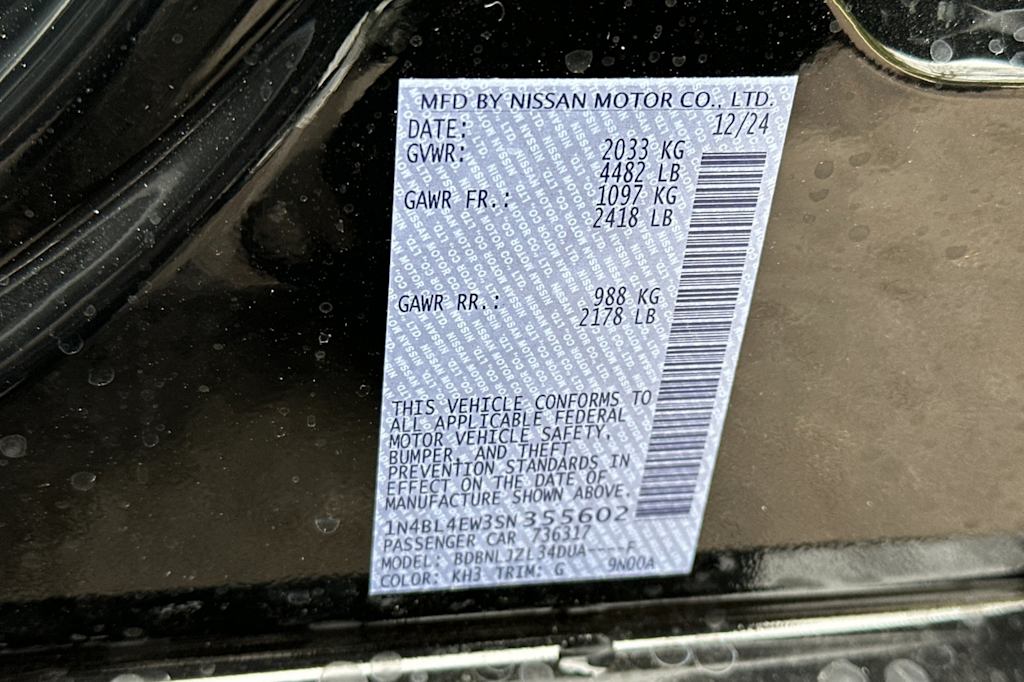 MFD BY NISSAN MOTOR CO., LTD.
DATE: 12/24
GVWR: 2033 KG
4482 LB
GAWR FR.: 1097 KG
2418 LB
GAWR RR.: 988 KG
2178 LB
THIS VEHICLE CONFORMS TO
ALL APPLICABLE FEDERAL
MOTOR VEHICLE SAFETY,
BUMPER, AND THEFT
PREVENTION STANDARDS IN
EFFECT ON THE DATE OF
MANUFACTURE SHOWN ABOVE.
1N4BL4EW3SN355602
PASSENGER CAR 736317
MODEL: BDBNLJZL34DUA----F 9N00A
COLOR: KH3 TRIM: G